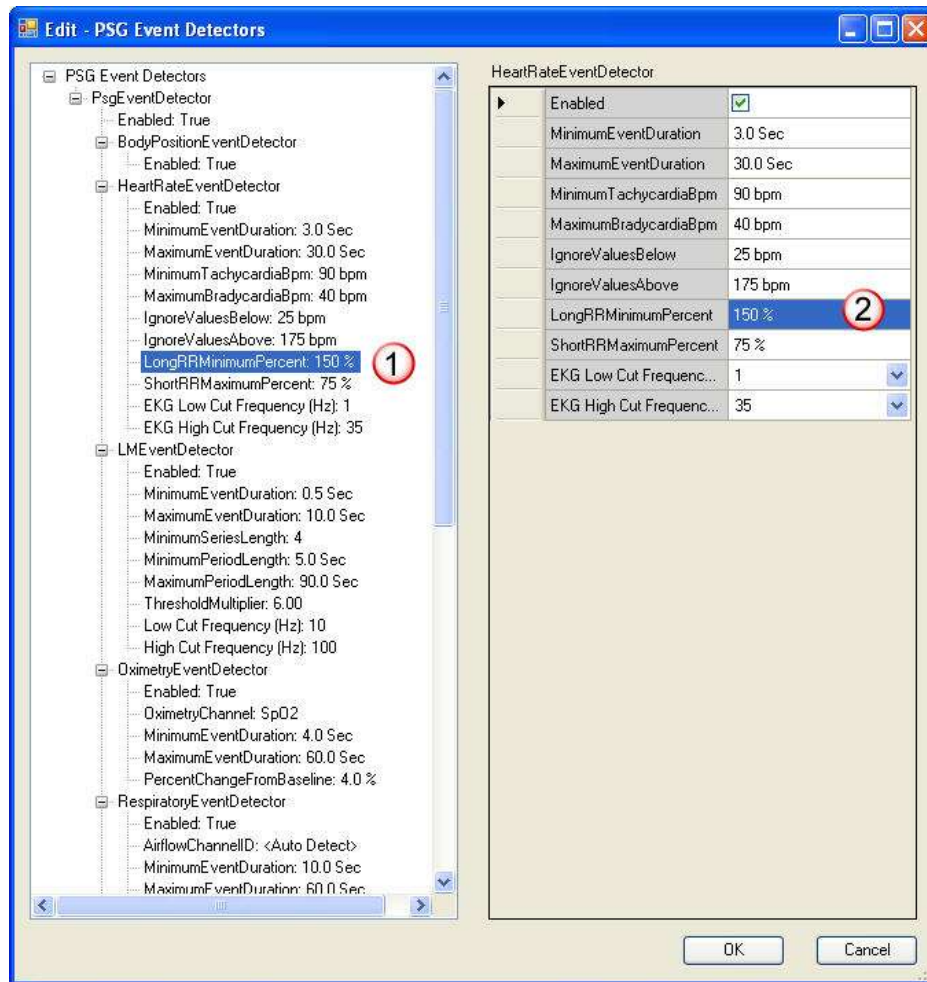 Edit - PSG Event Detectors
PSG Event Detectors
PsgEventDetector
Enabled: True
BodyPositionEventDetector
Enabled: True
HeartRateEventDetector
Enabled: True
MinimumEventDuration: 3.0 Sec
MaximumEventDuration: 30.0 Sec
MinimumTachycardiaBpm: 90 bpm
MaximumBradycardiaBpm: 40 bpm
IgnoreValuesBelow: 25 bpm
IgnoreValuesAbove: 175 bpm
LongRRMinimumPercent: 150 %
1
ShortRRMaximumPercent: 75 %
EKG Low Cut Frequency (Hz): 1
EKG High Cut Frequency (Hz): 35
LMEventDetector
Enabled: True
MinimumEventDuration: 0.5 Sec
MaximumEventDuration: 10.0 Sec
MinimumSeriesLength: 4
MinimumPeriodLength: 5.0 Sec
MaximumPeriodLength: 90.0 Sec
ThresholdMultiplier: 6.00
Low Cut Frequency (Hz): 10
High Cut Frequency (Hz): 100
OximetryEventDetector
Enabled: True
OximetryChannel: SpO2
MinimumEventDuration: 4.0 Sec
MaximumEventDuration: 60.0 Sec
PercentChangeFromBaseline: 4.0 %
RespiratoryEventDetector
Enabled: True
AirflowChannelID: <Auto Detect>
MinimumEventDuration: 10.0 Sec
MaximumEventDuration: 60.0 Sec
HeartRateEventDetector
Enabled
MinimumEventDuration 3.0 Sec
MaximumEventDuration 30.0 Sec
MinimumTachycardiaBpm 90 bpm
MaximumBradycardiaBpm 40 bpm
IgnoreValuesBelow 25 bpm
IgnoreValuesAbove 175 bpm
LongRRMinimumPercent 150 %
2
ShortRRMaximumPercent 75 %
EKG Low Cut Frequenc... 1
EKG High Cut Frequenc... 35
OK
Cancel